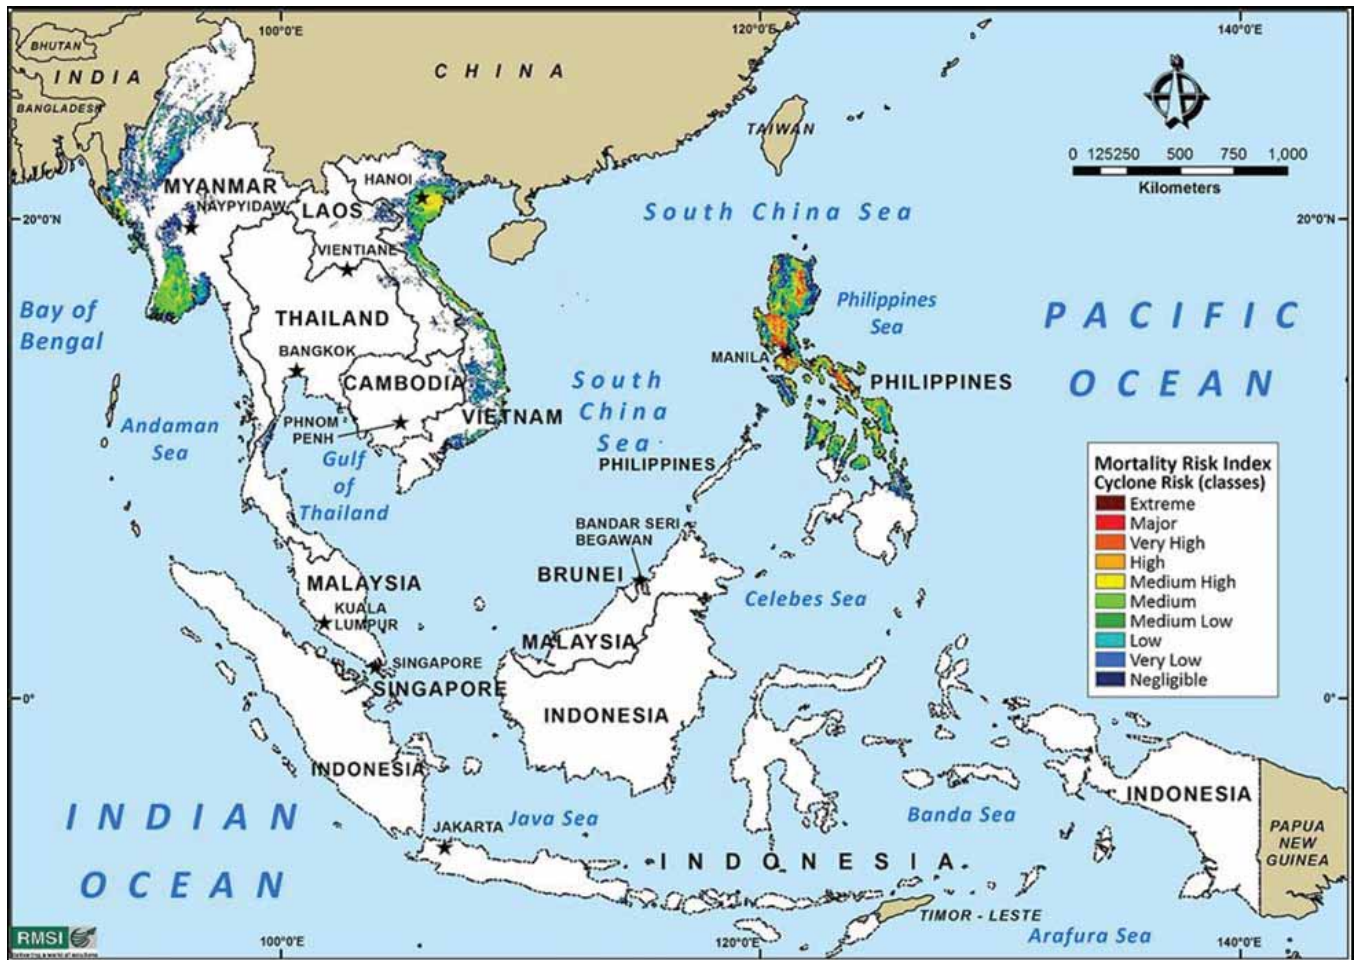 100°0'E
120°0'E
140°0'E
BHUTAN
INDIA
CHINA
BANGLADESH
TAIWAN
0 125250 500 750 1,000
Kilometers
HANOI
MYANMAR
NAYPYIDAW
LAOS
South China Sea
20°0'N
20°0'N
VIENTIANE
Bay of
Bengal
THAILAND
BANGKOK
Philippines
Sea
PACIFIC
OCEAN
MANILA
PHILIPPINES
CAMBODIA
South
China
Sea
VIETNAM
PHNOM
PENH
Andaman
Sea
Gulf
of
Thailand
PHILIPPINES
Mortality Risk Index
Cyclone Risk (classes)
Extreme
Major
Very High
High
Medium High
Medium
Medium Low
Low
Very Low
Negligible
BANDAR SERI
BEGAWAN
BRUNEI
MALAYSIA
KUALA
LUMPUR
Celebes Sea
MALAYSIA
SINGAPORE
SINGAPORE
0°
0°
INDONESIA
INDONESIA
INDONESIA
INDIAN
OCEAN
JAKARTA
Java Sea
Banda Sea
PAPUA
NEW
GUINEA
INDONESIA
TIMOR - LESTE
Arafura Sea
RMSI
100°0'E
120°0'E
140°0'E